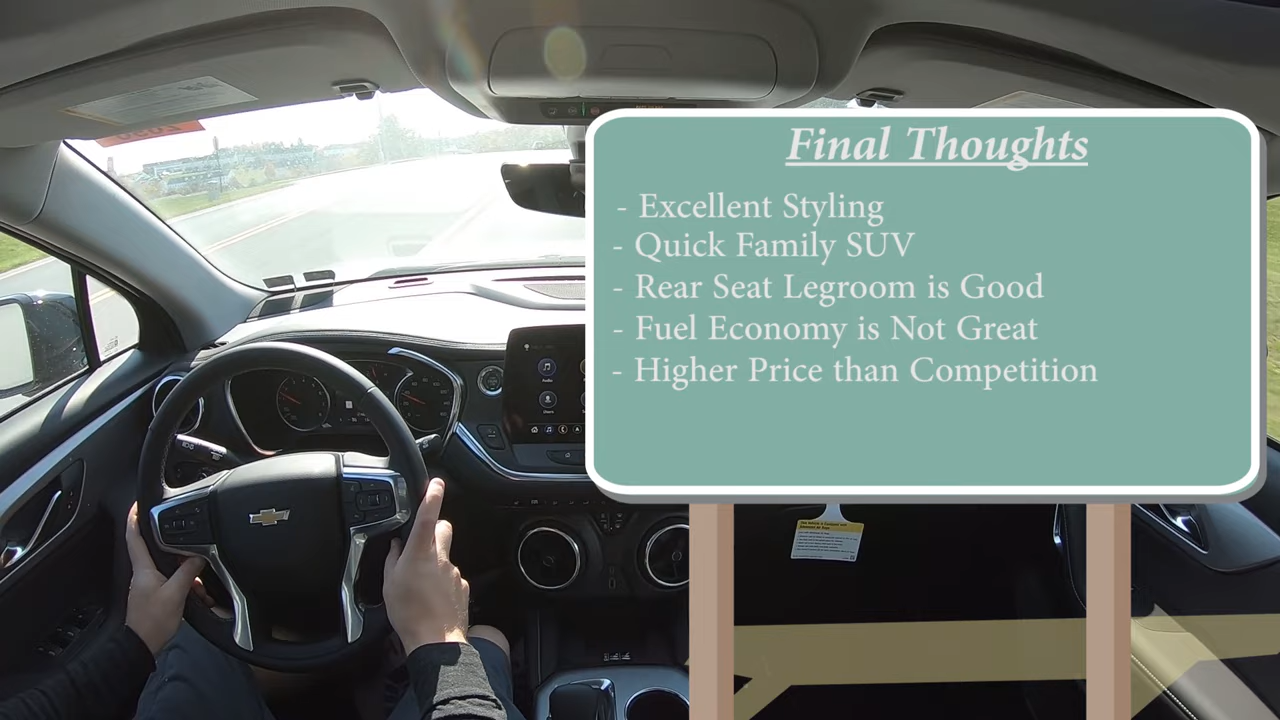 Final Thoughts
- Excellent Styling
- Quick Family SUV
- Rear Seat Legroom is Good
- Fuel Economy is Not Great
- Higher Price than Competition